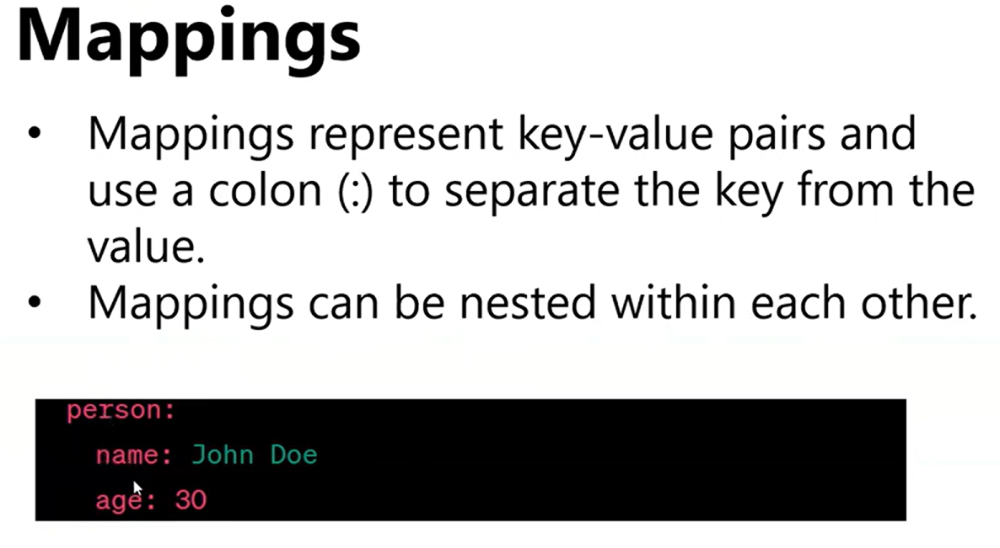 Mappings
• Mappings represent key-value pairs and
use a colon (:) to separate the key from the
value.
• Mappings can be nested within each other.
person:
name: John Doe
age: 30